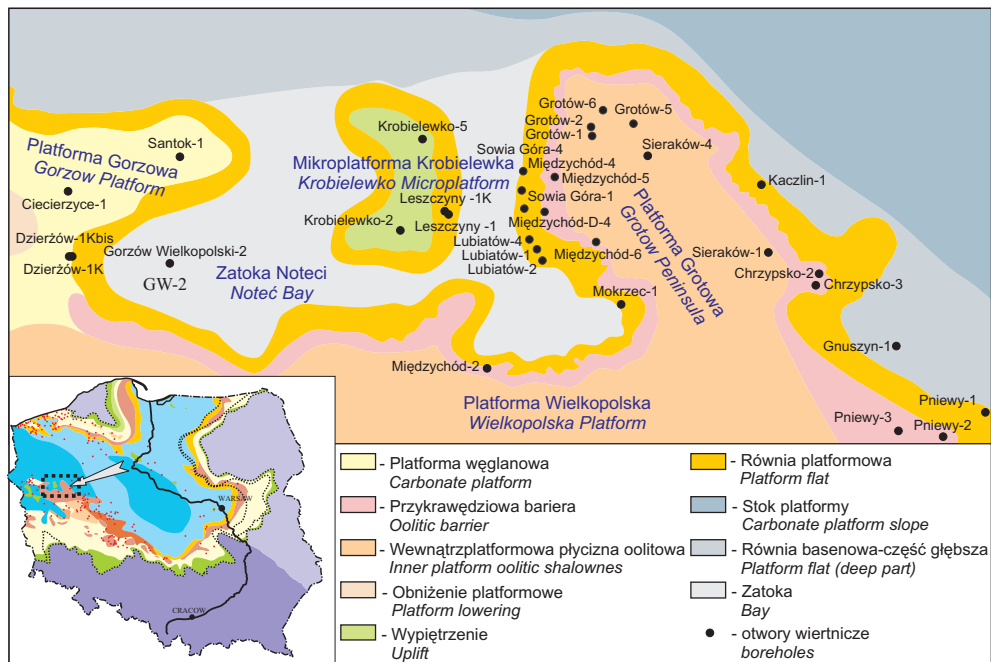 Grotów-6
Grotów-5
Grotów-2
Grotów-1
Krobielewko-5
Santok-1
Sieraków-4
Sowia Góra-4
Mikroplatforma Krobielewka
Krobielewko Microplatform
Międzychód-4
Międzychód-5
Kaczlin-1
Platforma Gorzowa
Gorzow Platform
Leszczyny -1K
Sowia Góra-1
Ciecierzyce-1
Krobielewko-2
Leszczyny -1
Międzychód-D-4
Platforma Grotowa
Grotow Peninsula
Dzierżów-1Kbis
Gorzów Wielkopolski-2
Lubiatów-4
Lubiatów-1
Międzychód-6
Sieraków-1
Dzierżów-1K
Lubiatów-2
Chrzypsko-2
GW-2
Zatoka Noteci
Noteć Bay
Chrzypsko-3
Mokrzec-1
Gnuszyn-1
Międzychód-2
Platforma Wielkopolska
Wielkopolska Platform
Pniewy-1
Pniewy-3
Pniewy-2
WARSAW
CRACOW
- Platforma węglanowa
Carbonate platform
- Przykrawędziowa bariera
Oolitic barrier
- Wewnątrzplatformowa płycizna oolitowa
Inner platform oolitic shalownes
- Obniżenie platformowe
Platform lowering
- Wypiętrzenie
Uplift
- Równia platformowa
Platform flat
- Stok platformy
Carbonate platform slope
- Równia basenowa-część głębsza
Platform flat (deep part)
- Zatoka
Bay
- otwory wiertnicze
boreholes